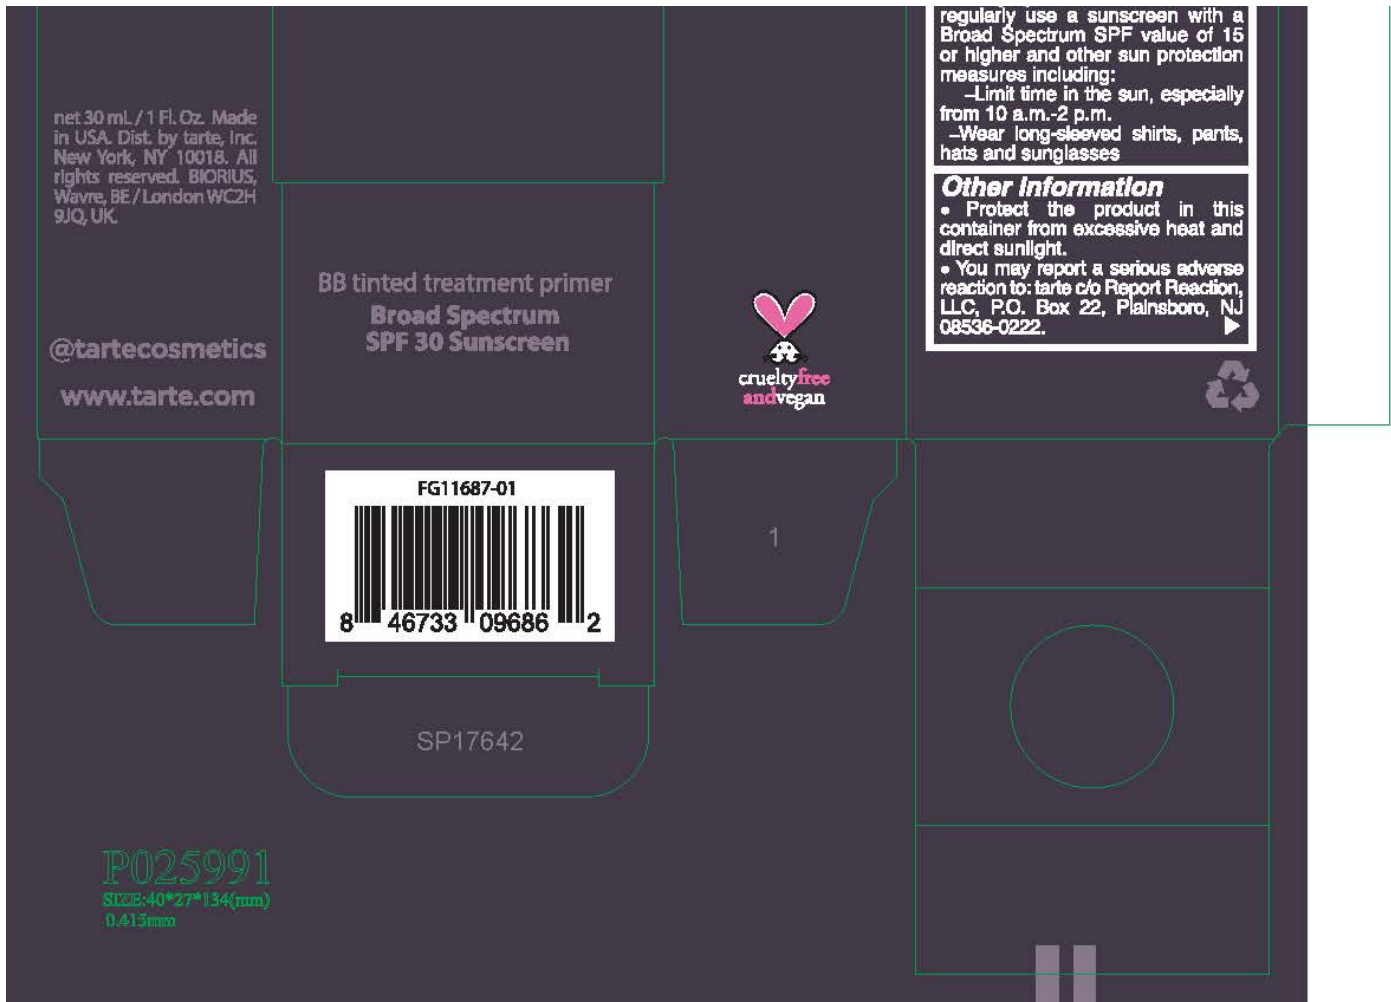 net 30 mL / 1 Fl. Oz. Made
in USA. Dist. by tarte, Inc.
New York, NY 10018. All
rights reserved. BIORIUS,
Wavre, BE / London WC2H
9JQ, UK.
@tartecosmetics
www.tarte.com
BB tinted treatment primer
Broad Spectrum
SPF 30 Sunscreen
crueltyfree
andvegan
regularly use a sunscreen with a
Broad Spectrum SPF value of 15
or higher and other sun protection
measures including:
–Limit time in the sun, especially
from 10 a.m.-2 p.m.
–Wear long-sleeved shirts, pants,
hats and sunglasses
Other Information
• Protect the product in this
container from excessive heat and
direct sunlight.
• You may report a serious adverse
reaction to: tarte c/o Report Reaction,
LLC, P.O. Box 22, Plainsboro, NJ
08536-0222.
FG11687-01
8 46733 09686 2
1
SP17642
P025991
SIZE:40*27*134(mm)
0.415mm